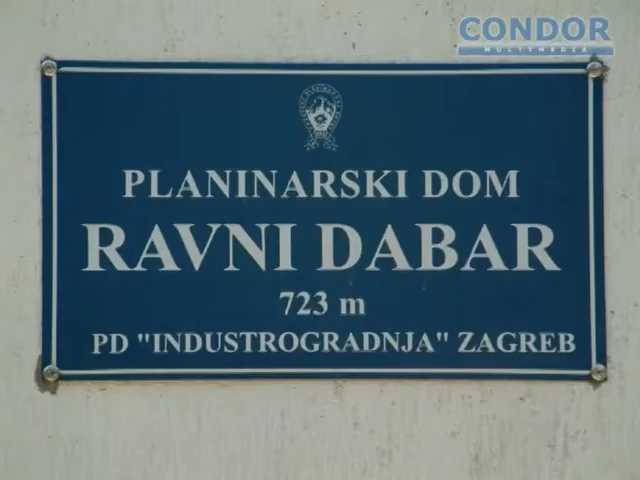 CONDOR
MULTIMEDIA
PLANINARSKI DOM
RAVNI DABAR
723 m
PD "INDUSTROGRADNJA" ZAGREB